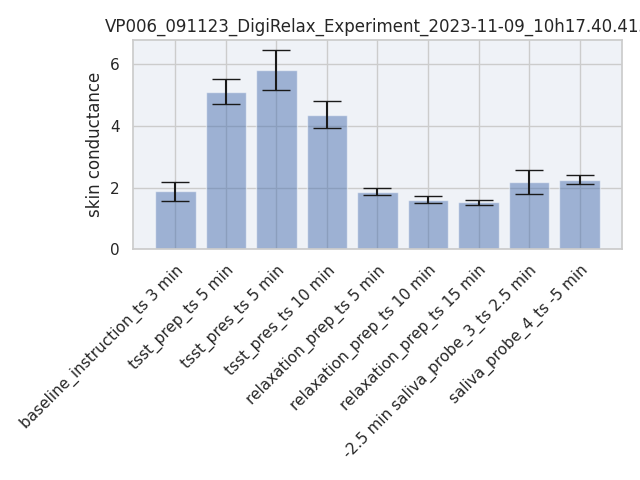 VP006_091123_DigiRelax_Experiment_2023-11-09_10h17.40.41
skin conductance
6
4
2
0
baseline_instruction_ts 3 min
tsst_prep_ts 5 min
tsst_pres_ts 5 min
tsst_pres_ts 10 min
relaxation_prep_ts 5 min
relaxation_prep_ts 10 min
relaxation_prep_ts 15 min
-2.5 min saliva_probe_3_ts 2.5 min
saliva_probe_4_ts -5 min